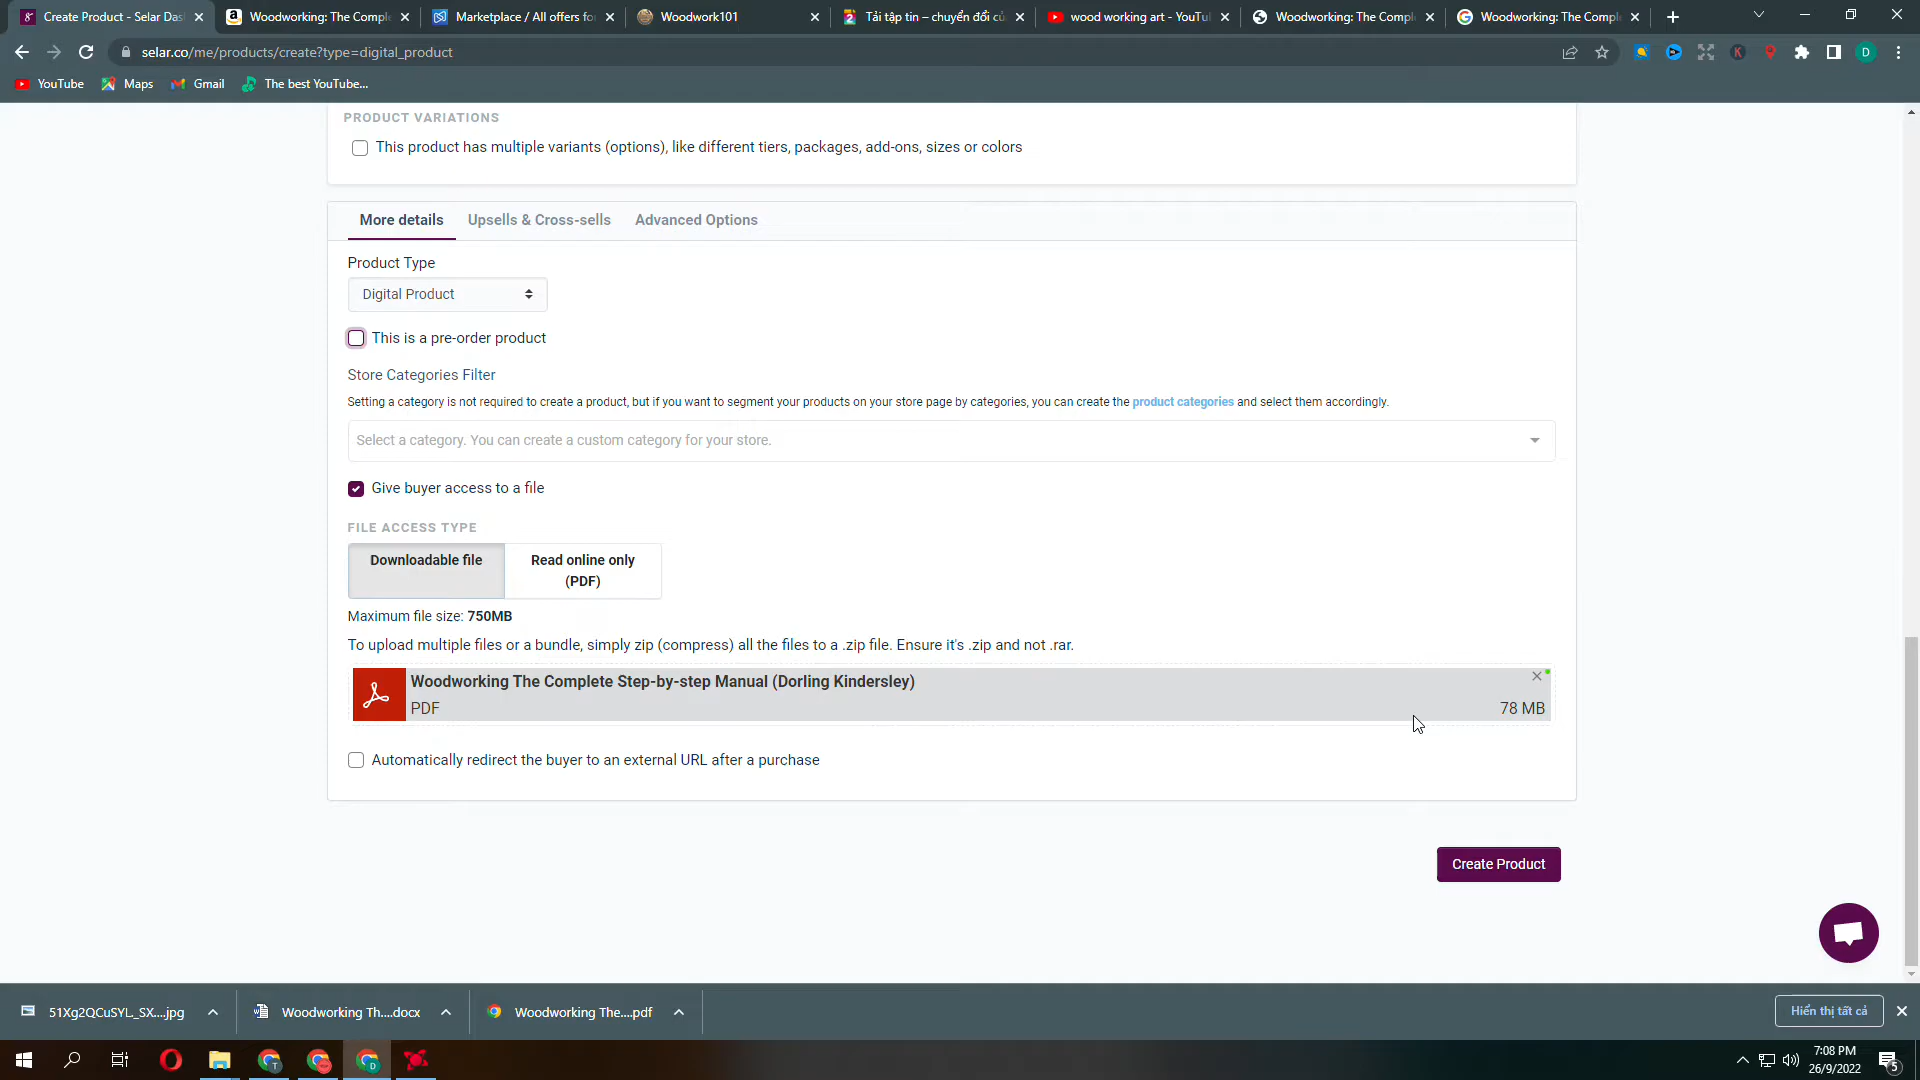 Create Product - Selar Das
Woodworking: The Comple
Marketplace / All offers fo
Woodwork101
Tải tập tin – chuyển đổi củ
wood working art - YouTu
Woodworking: The Compl
Woodworking: The Compl
selar.co/me/products/create?type=digital_product
K
D
YouTube
Maps
Gmail
The best YouTube...
PRODUCT VARIATIONS
This product has multiple variants (options), like different tiers, packages, add-ons, sizes or colors
More details
Upsells & Cross-sells
Advanced Options
Product Type
Digital Product
This is a pre-order product
Store Categories Filter
Setting a category is not required to create a product, but if you want to segment your products on your store page by categories, you can create the product categories and select them accordingly.
Select a category. You can create a custom category for your store.
Give buyer access to a file
FILE ACCESS TYPE
Downloadable file
Read online only
(PDF)
Maximum file size: 750MB
To upload multiple files or a bundle, simply zip (compress) all the files to a .zip file. Ensure it's .zip and not .rar.
Woodworking The Complete Step-by-step Manual (Dorling Kindersley)
PDF
78 MB
Automatically redirect the buyer to an external URL after a purchase
Create Product
51Xg2QCuSYL._SX....jpg
Woodworking Th....docx
Woodworking The....pdf
Hiển thị tất cả
T
D
7:08 PM
26/9/2022
5